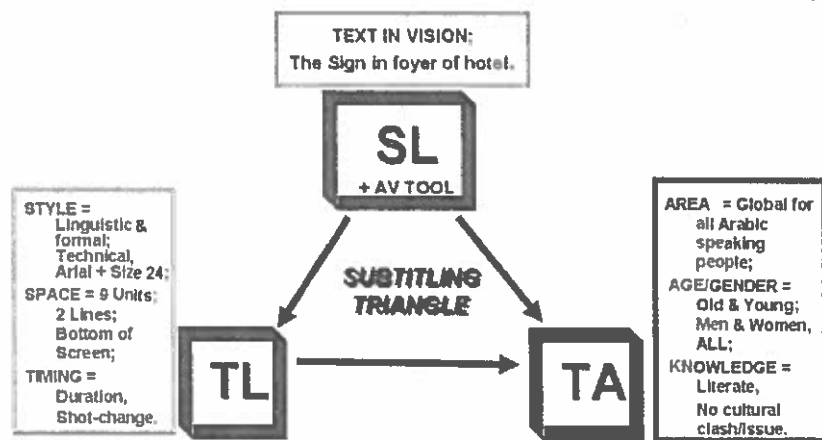 TEXT IN VISION:
The Sign in foyer of hotel.
SL
+ AV TOOL
STYLE =
Linguistic &
formal;
Technical,
Arial + Size 24;
SPACE = 9 Units;
2 Lines;
Bottom of
Screen;
TIMING =
Duration,
Shot-change.
SUBTITLING
TRIANGLE
TL
TA
AREA = Global for
all Arabic
speaking
people;
AGE/GENDER =
Old & Young;
Men & Women,
ALL;
KNOWLEDGE =
Literate,
No cultural
clash/issue.